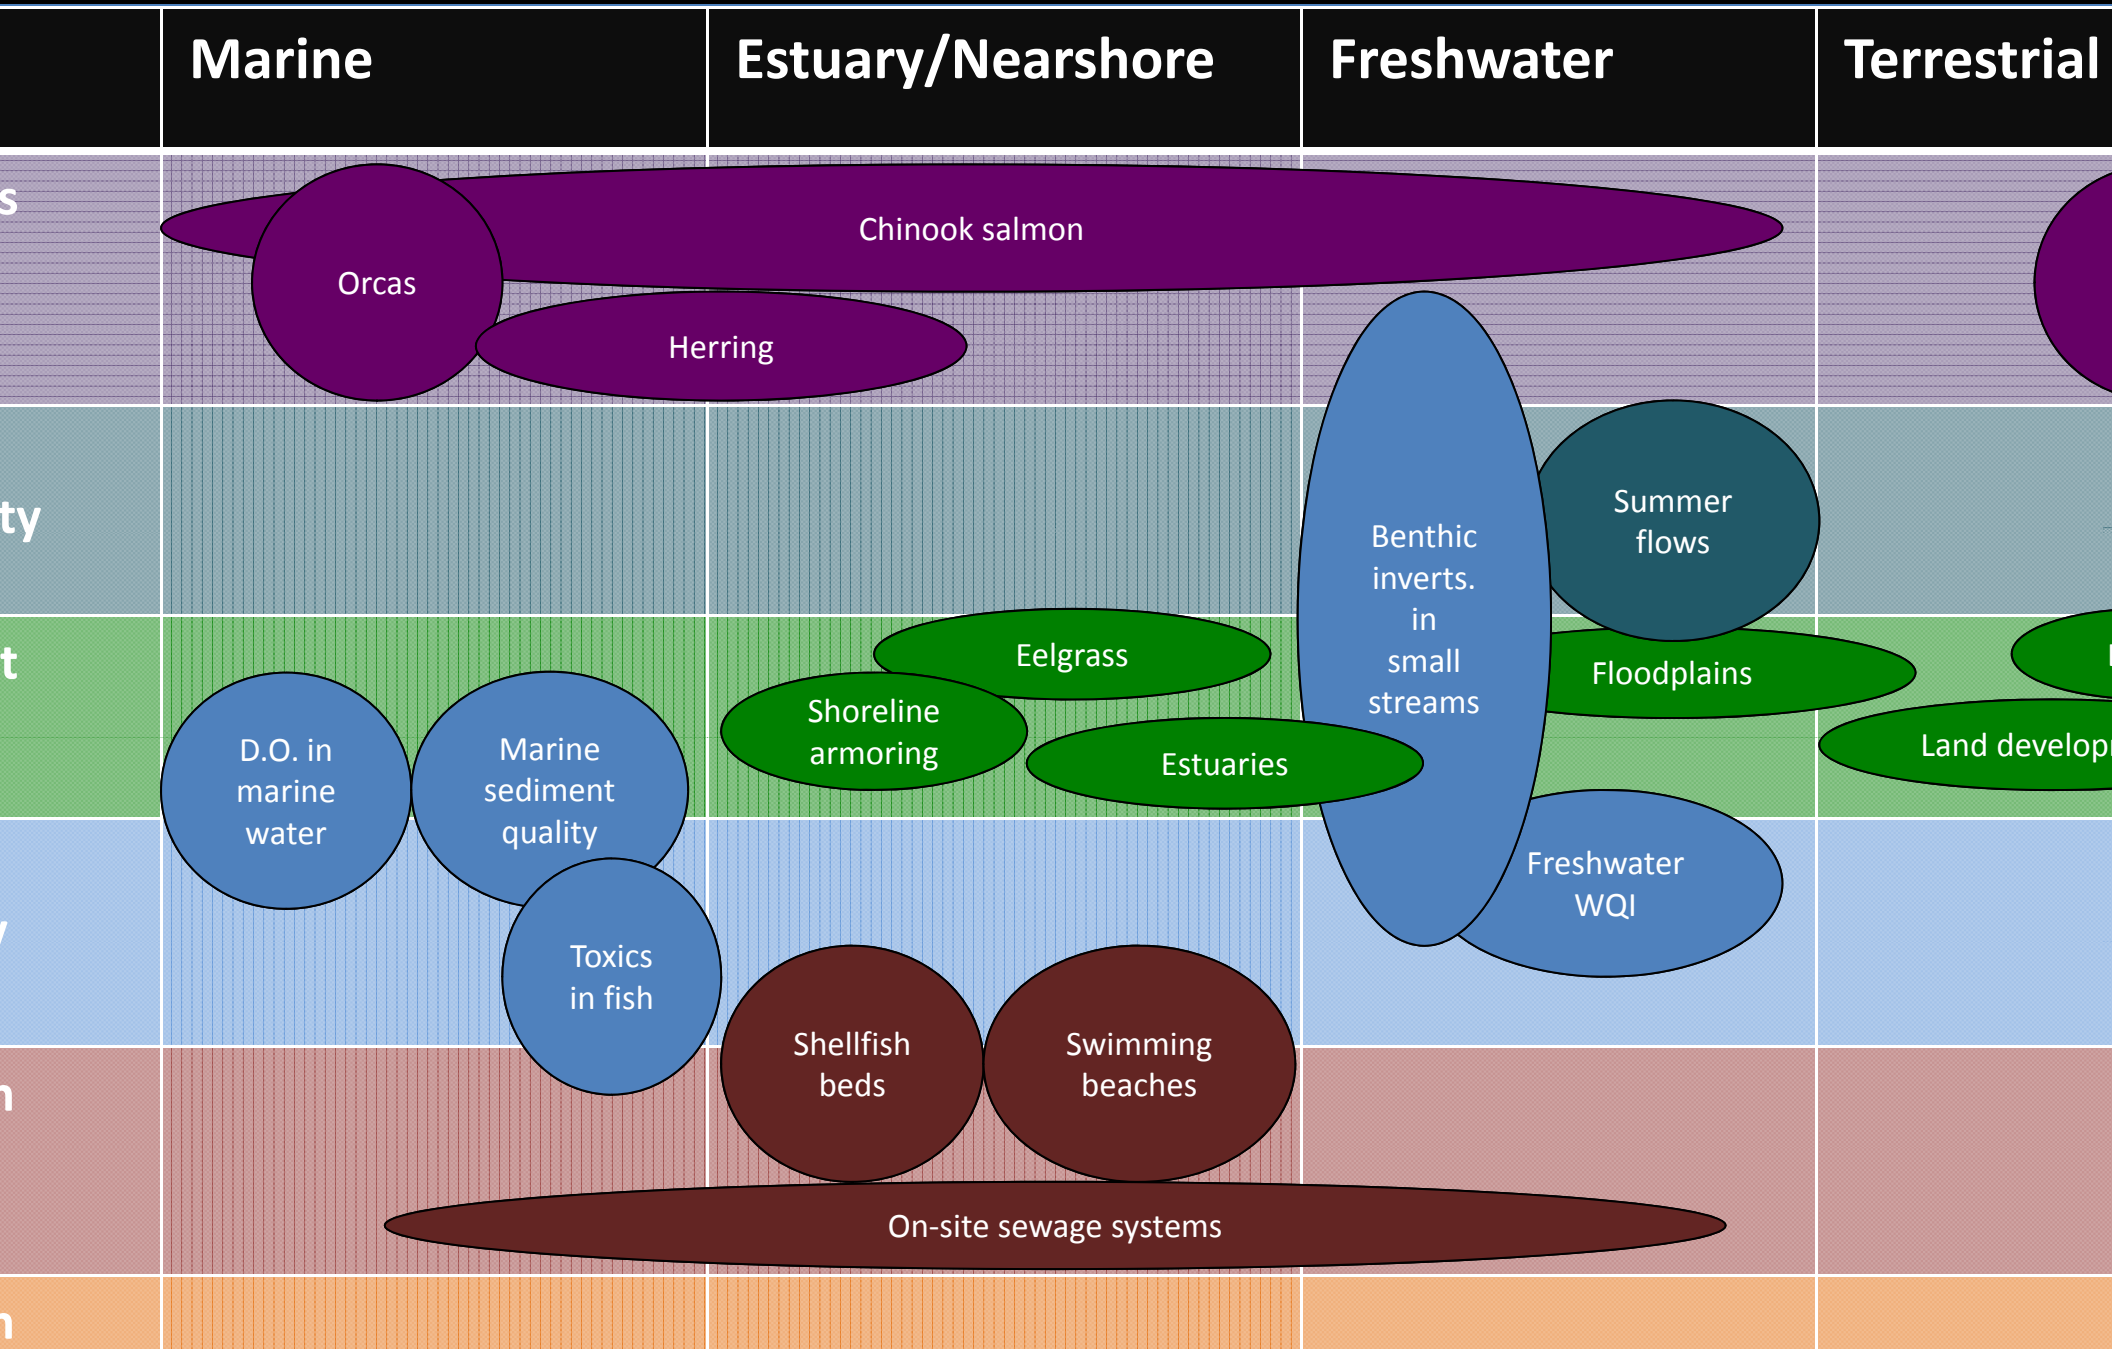 Marine
Estuary/Nearshore
Freshwater
Terrestrial
s
Chinook salmon
Orcas
Herring
ty
Summer
flows
Benthic
inverts.
in
small
streams
t
Eelgrass
Floodplains
Shoreline
armoring
Estuaries
Land develop
D.O. in
marine
water
Marine
sediment
quality
Freshwater
WQI
y
Toxics
in fish
Shellfish
beds
Swimming
beaches
n
On-site sewage systems
n